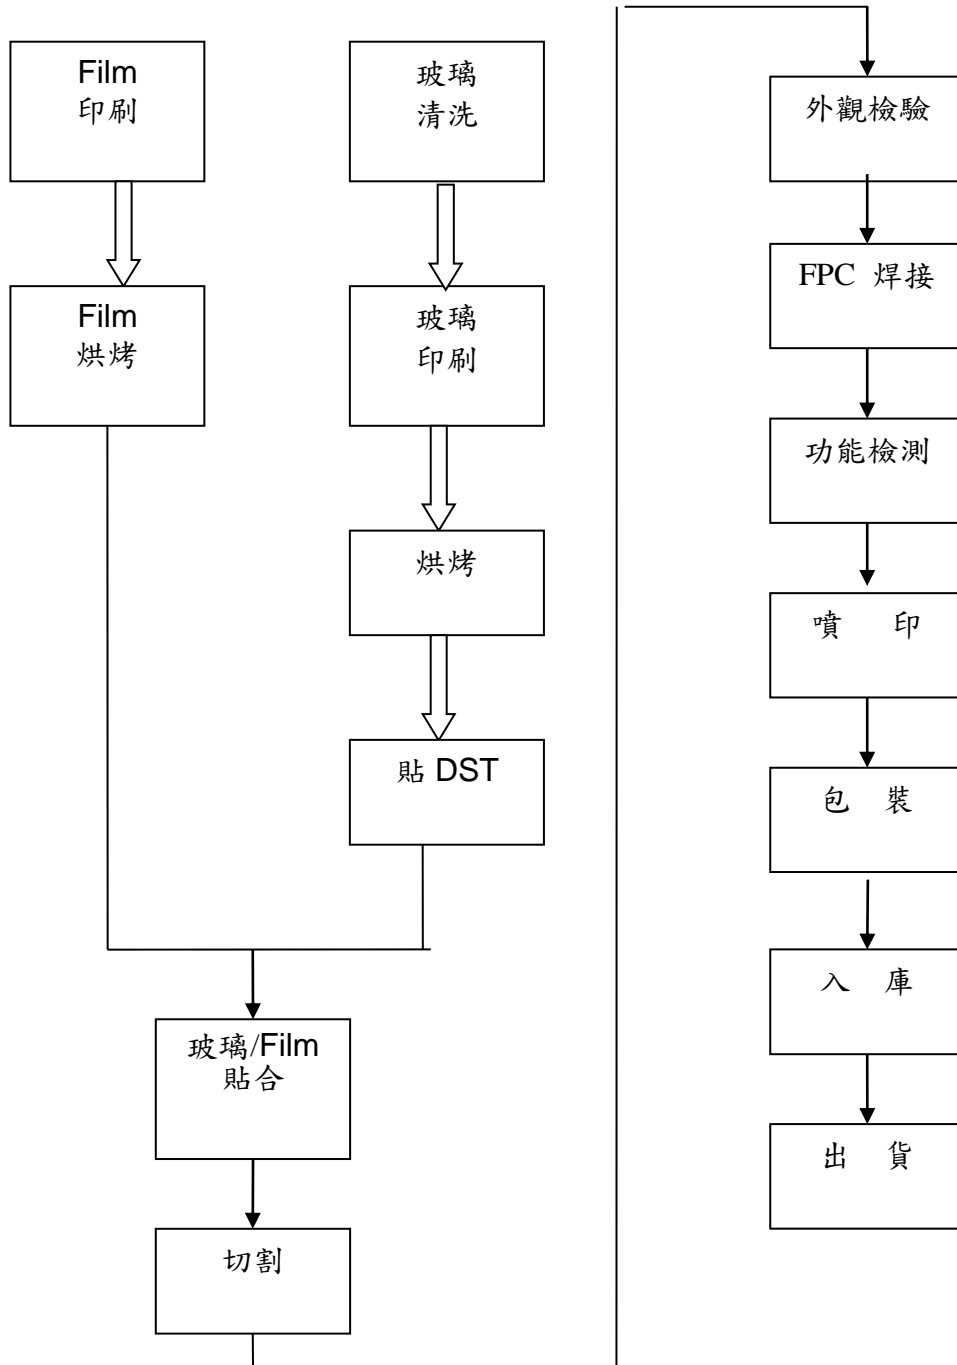 Film
印刷
玻璃
清洗
Film
烘烤
玻璃
印刷
烘烤
貼 DST
玻璃/Film
貼合
切割
外觀檢驗
FPC 焊接
功能檢測
噴 印
包 裝
入 庫
出 貨